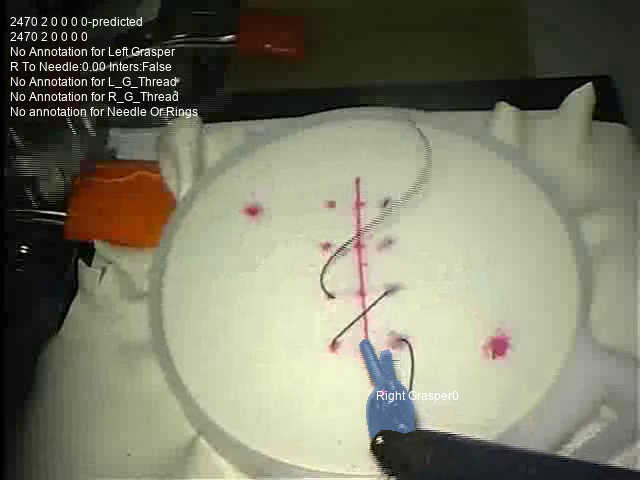 2470 2 0 0 0 0-predicted
2470 2 0 0 0 0
No Annotation for Left Grasper
R To Needle:0.00 Inters:False
No Annotation for L_G_Thread
No Annotation for R_G_Thread
No annotation for Needle Or Rings
Right Grasper0